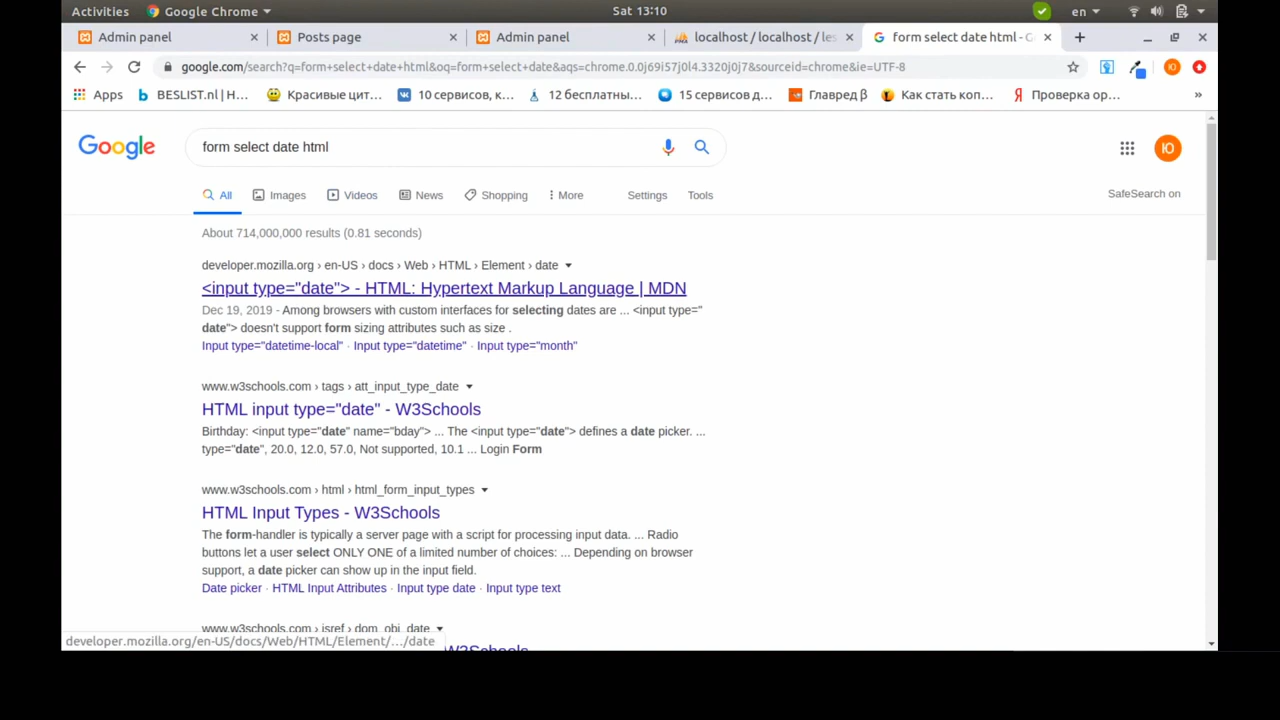 Activities
Google Chrome
Sat 13:10
en
Admin panel
Posts page
Admin panel
localhost / localhost / les
form select date html - G
google.com/search?q=form+select+date+html&oq=form+select+date&aqs=chrome.0.0j69i57j0l4.3320j0j7&sourceid=chrome&ie=UTF-8
Ю
Apps
b BESLIST.nl | H…
Красивые цит…
10 сервисов, к…
12 бесплатны…
15 сервисов д…
Главред β
Как стать коп…
Я Проверка ор…
»
Google
form select date html
Ю
All
Images
Videos
News
Shopping
More
Settings
Tools
SafeSearch on
About 714,000,000 results (0.81 seconds)
developer.mozilla.org › en-US › docs › Web › HTML › Element › date
<input type="date"> - HTML: Hypertext Markup Language | MDN
Dec 19, 2019 - Among browsers with custom interfaces for selecting dates are ... <input type="
date"> doesn't support form sizing attributes such as size .
Input type="datetime-local" · Input type="datetime" · Input type="month"
www.w3schools.com › tags › att_input_type_date
HTML input type="date" - W3Schools
Birthday: <input type="date" name="bday"> ... The <input type="date"> defines a date picker. ...
type="date", 20.0, 12.0, 57.0, Not supported, 10.1 ... Login Form
www.w3schools.com › html › html_form_input_types
HTML Input Types - W3Schools
The form-handler is typically a server page with a script for processing input data. ... Radio
buttons let a user select ONLY ONE of a limited number of choices: ... Depending on browser
support, a date picker can show up in the input field.
Date picker · HTML Input Attributes · Input type date · Input type text
www.w3schools.com › jsref › dom_obj_date
developer.mozilla.org/en-US/docs/Web/HTML/Element/…/date
W3Schools